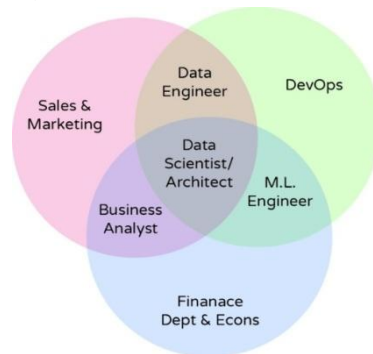 Data
Engineer
DevOps
Sales &
Marketing
Data
Scientist/
Architect
M.L.
Engineer
Business
Analyst
Finanace
Dept & Econs